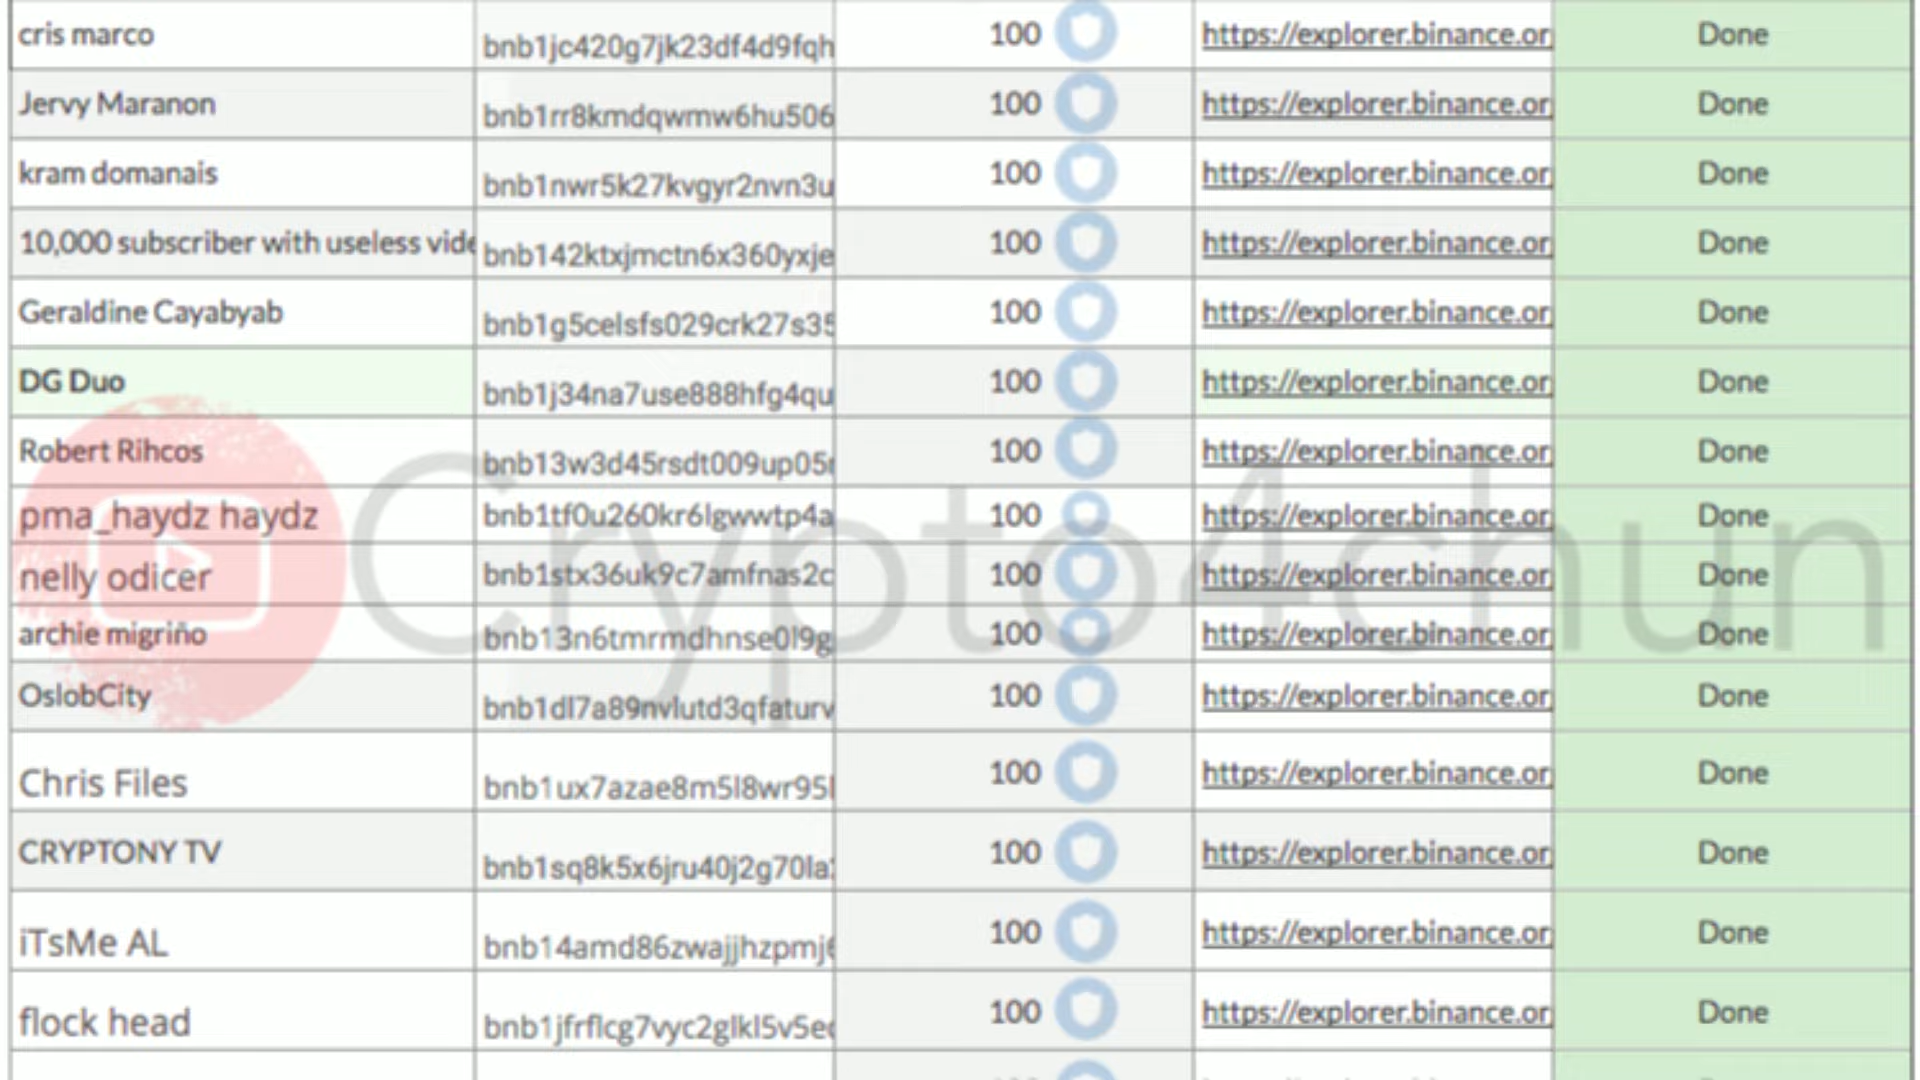 cris marco bnb1jc420g7jk23df4d9fqh 100 https://explorer.binance.or Done
Jervy Maranon bnb1rr8kmdqwmw6hu506 100 https://explorer.binance.or Done
kram domanais bnb1nwr5k27kvgyr2nvn3u 100 https://explorer.binance.or Done
10,000 subscriber with useless vide bnb142ktxjmctn6x360yxje 100 https://explorer.binance.or Done
Geraldine Cayabyab bnb1g5celsfs029crk27s35 100 https://explorer.binance.or Done
DG Duo bnb1j34na7use888hfg4qu 100 https://explorer.binance.or Done
Robert Rihcos bnb13w3d45rsdt009up05r 100 https://explorer.binance.or Done
pma_haydz haydz bnb1tf0u260kr6lgwwtp4a 100 https://explorer.binance.or Done
nelly odicer bnb1stx36uk9c7amfnas2c 100 https://explorer.binance.or Done
archie migriño bnb13n6tmrmdhnse0l9g 100 https://explorer.binance.or Done
OslobCity bnb1dl7a89nvlutd3qfaturv 100 https://explorer.binance.or Done
Chris Files bnb1ux7azae8m5l8wr95l 100 https://explorer.binance.or Done
CRYPTONY TV bnb1sq8k5x6jru40j2g70la 100 https://explorer.binance.or Done
iTsMe AL bnb14amd86zwajjhzpmj6 100 https://explorer.binance.or Done
flock head bnb1jfrflcg7vyc2glkl5v5ec 100 https://explorer.binance.or Done
Crypto4chun